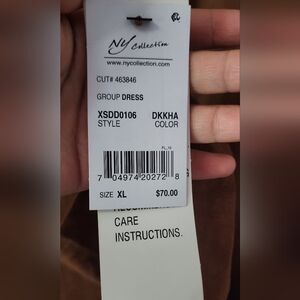 NY Collection
www.nycollection.com
CUT# 463846
GROUP DRESS
XSDD0106 DKKHA
STYLE COLOR
PL_10
7 04974 20272 8
SIZE XL $70.00
CARE
INSTRUCTIONS.